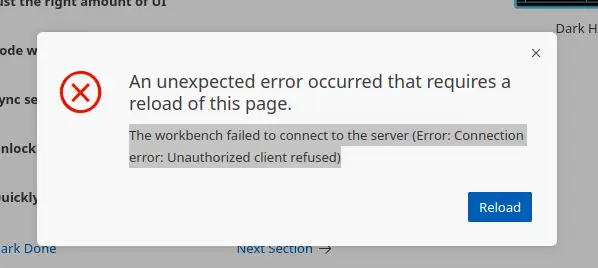 ust the right amount of UI
Dark H
ode w
An unexpected error occurred that requires a
reload of this page.
ync se
The workbench failed to connect to the server (Error: Connection
error: Unauthorized client refused)
nlock
Quickly
Reload
ark Done
Next Section →